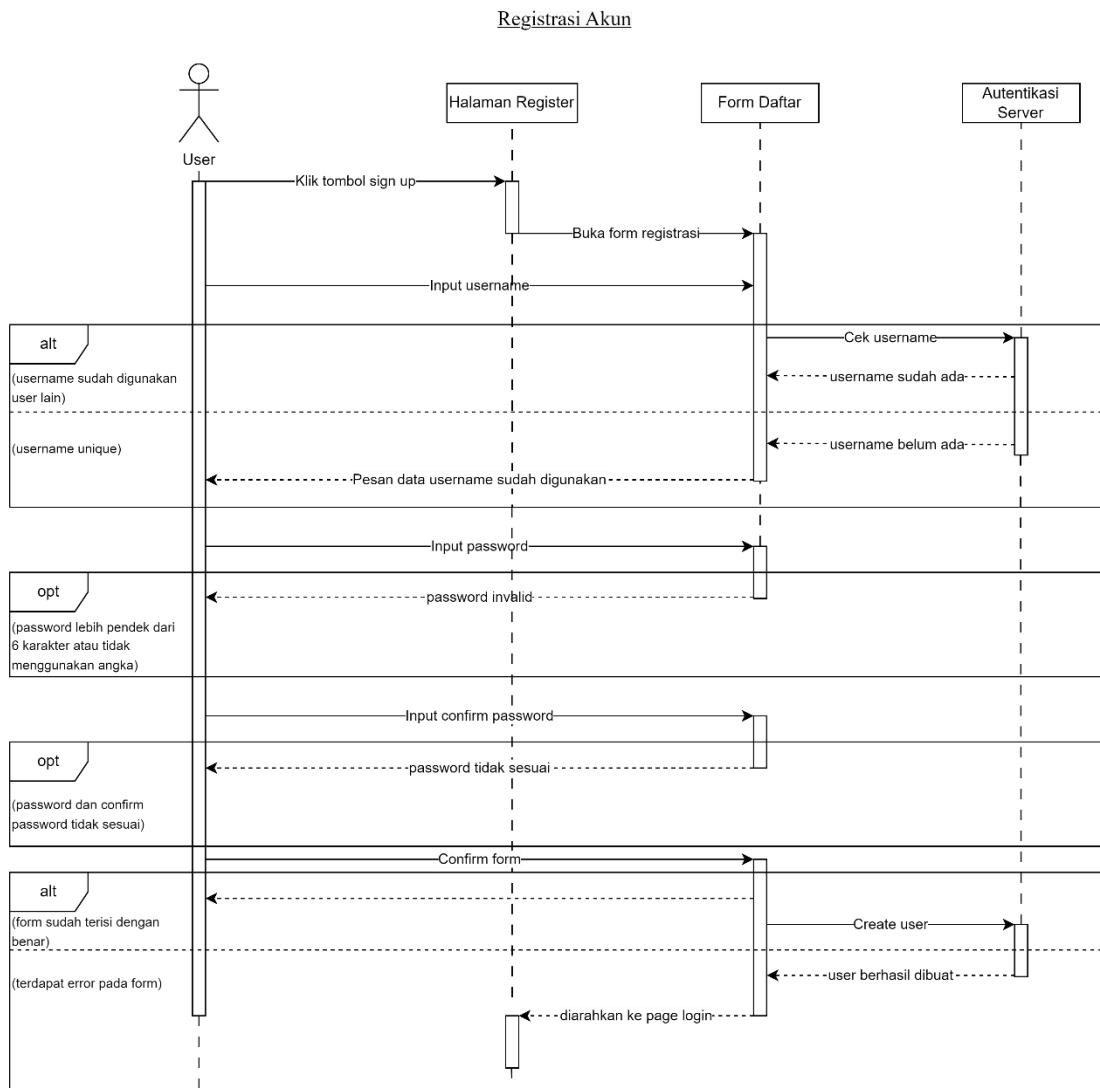 Registrasi Akun
User
Halaman Register
Form Daftar
Autentikasi
Server
Klik tombol sign up
Buka form registrasi
Input username
alt
(username sudah digunakan
user lain)
Cek username
username sudah ada
(username unique)
username belum ada
Pesan data username sudah digunakan
Input password
opt
(password lebih pendek dari
6 karakter atau tidak
menggunakan angka)
password invalid
Input confirm password
opt
(password dan confirm
password tidak sesuai)
password tidak sesuai
Confirm form
alt
(form sudah terisi dengan
benar)
Create user
(terdapat error pada form)
user berhasil dibuat
diarahkan ke page login